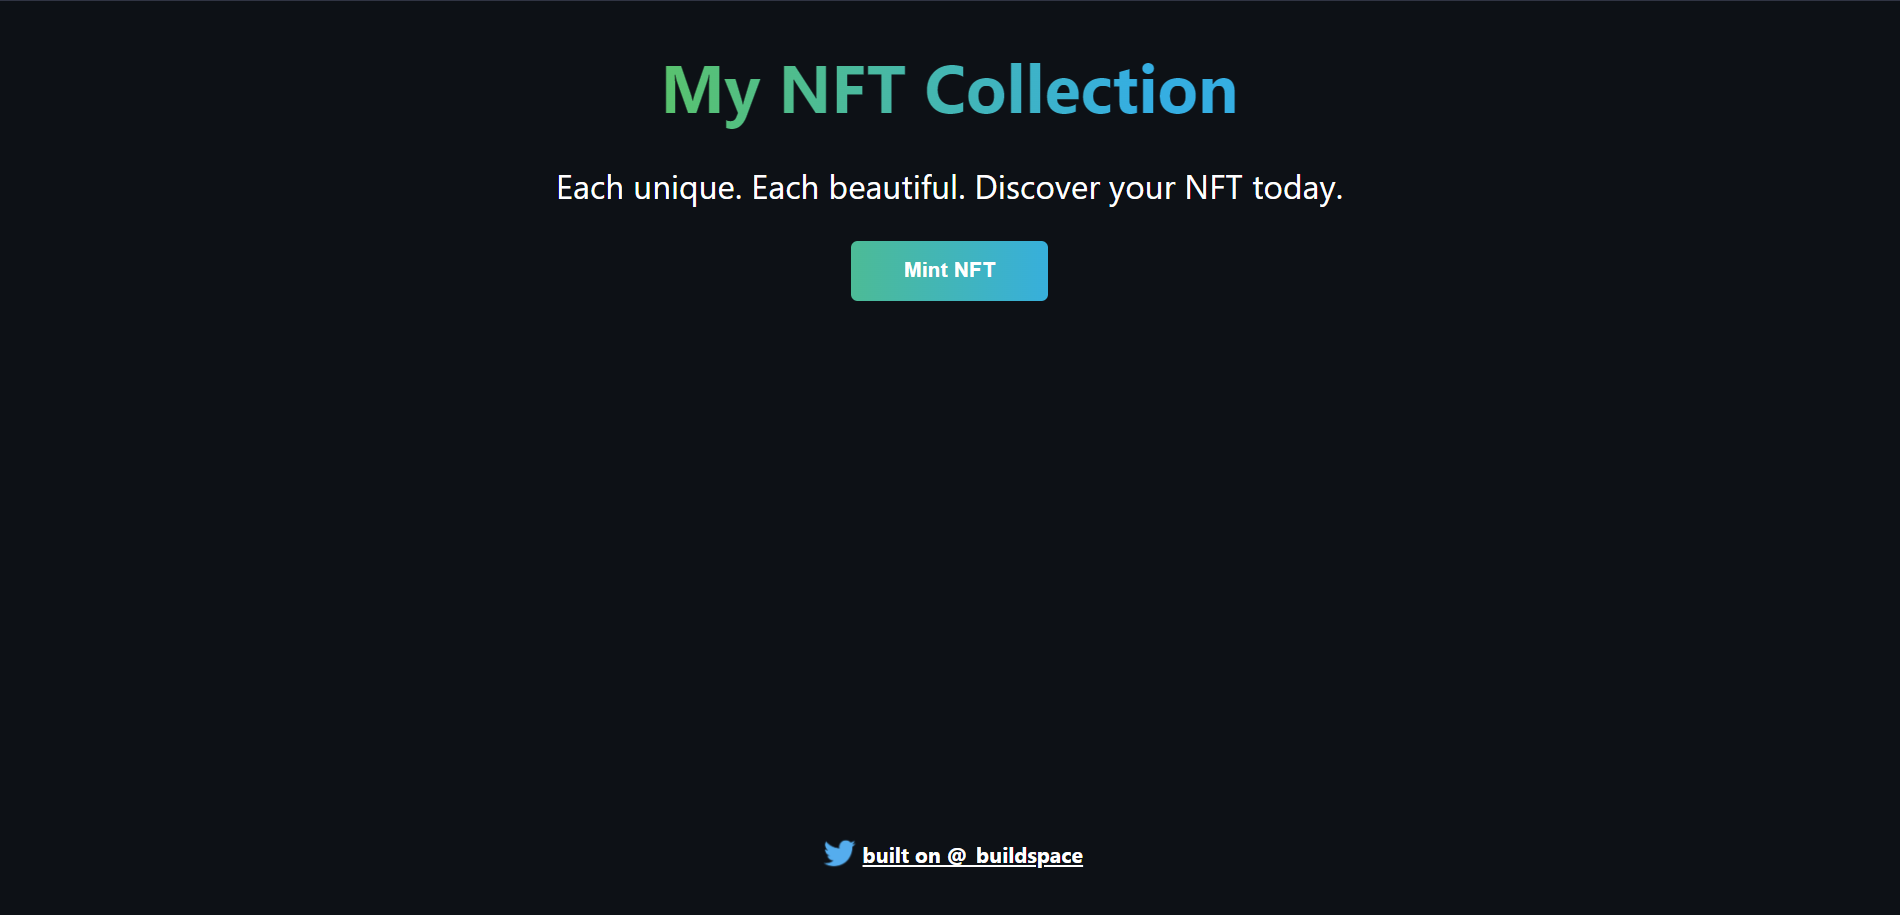 My NFT Collection
Each unique. Each beautiful. Discover your NFT today.
Mint NFT
built on @_buildspace